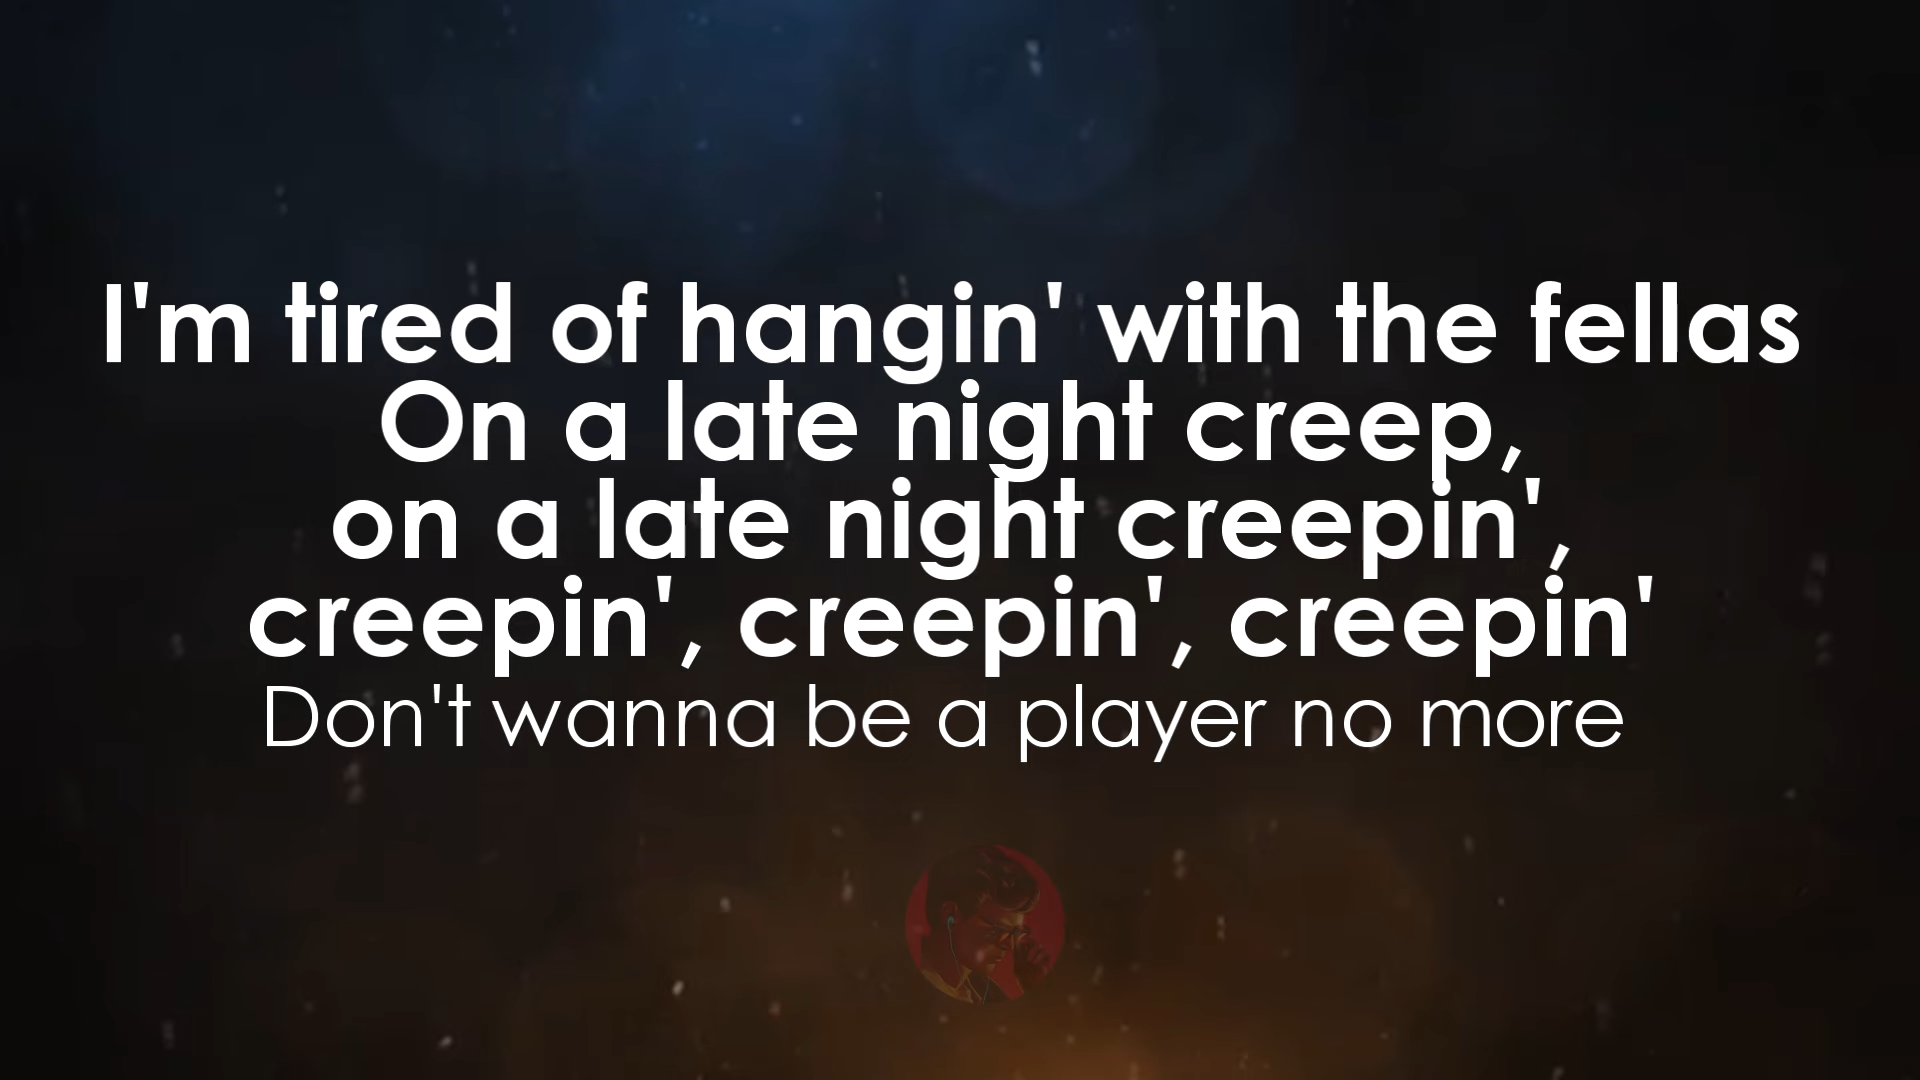 I'm tired of hangin' with the fellas
On a late night creep,
on a late night creepin',
creepin', creepin', creepin'
Don't wanna be a player no more